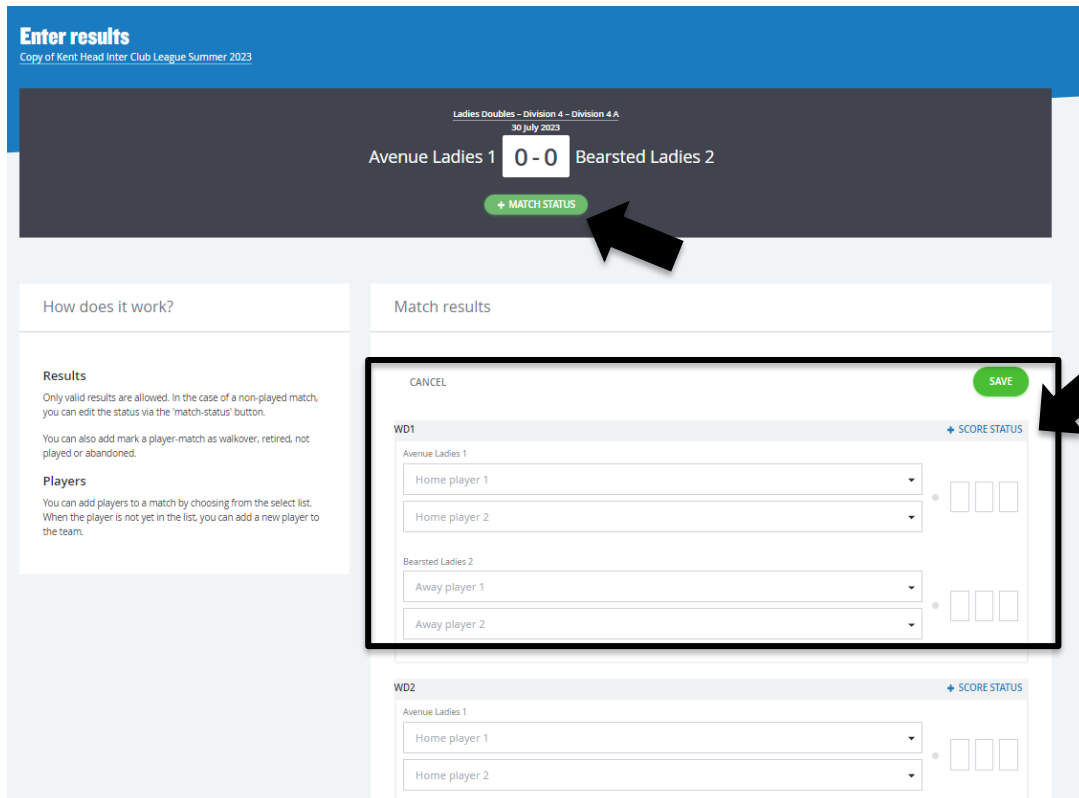 Enter results
Copy of Kent Head Inter Club League Summer 2023
Ladies Doubles – Division 4 – Division 4 A
30 July 2023
Avenue Ladies 1 0 - 0 Bearsted Ladies 2
+ MATCH STATUS
How does it work?
Results
Only valid results are allowed. In the case of a non-played match,
you can edit the status via the 'match-status' button.
You can also add mark a player-match as walkover, retired, not
played or abandoned.
Players
You can add players to a match by choosing from the select list.
When the player is not yet in the list, you can add a new player to
the team.
Match results
CANCEL SAVE
WD1 + SCORE STATUS
Avenue Ladies 1
Home player 1
Home player 2
Bearsted Ladies 2
Away player 1
Away player 2
WD2 + SCORE STATUS
Avenue Ladies 1
Home player 1
Home player 2